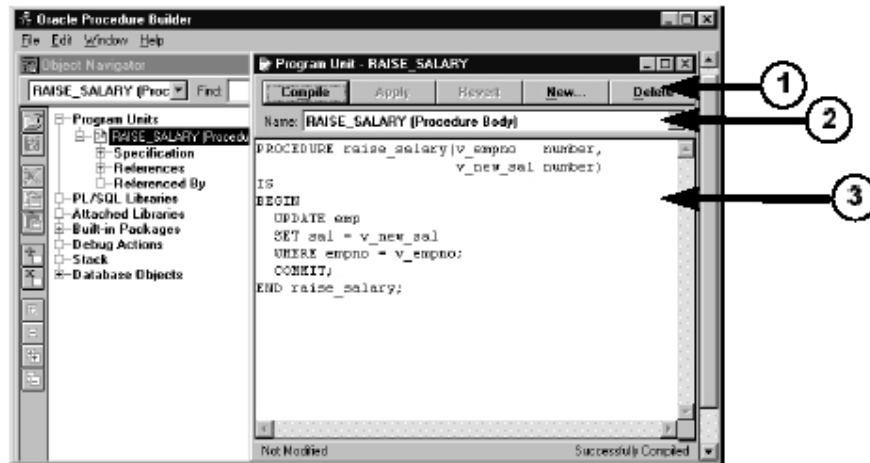 Oracle Procedure Builder
File Edit Window Help
Object Navigator
RAISE_SALARY (Proc Find:
Program Units
RAISE_SALARY (Procedu
Specification
References
Referenced By
PL/SQL Libraries
Attached Libraries
Built-in Packages
Debug Actions
Stack
Database Objects
Program Unit - RAISE_SALARY
Compile Apply Revert New... Delete
Name: RAISE_SALARY (Procedure Body)
PROCEDURE raise_salary(v_empno number,
v_new_sal number)
IS
BEGIN
UPDATE emp
SET sal = v_new_sal
WHERE empno = v_empno;
COMMIT;
END raise_salary;
Not Modified Successfully Compiled
1
2
3